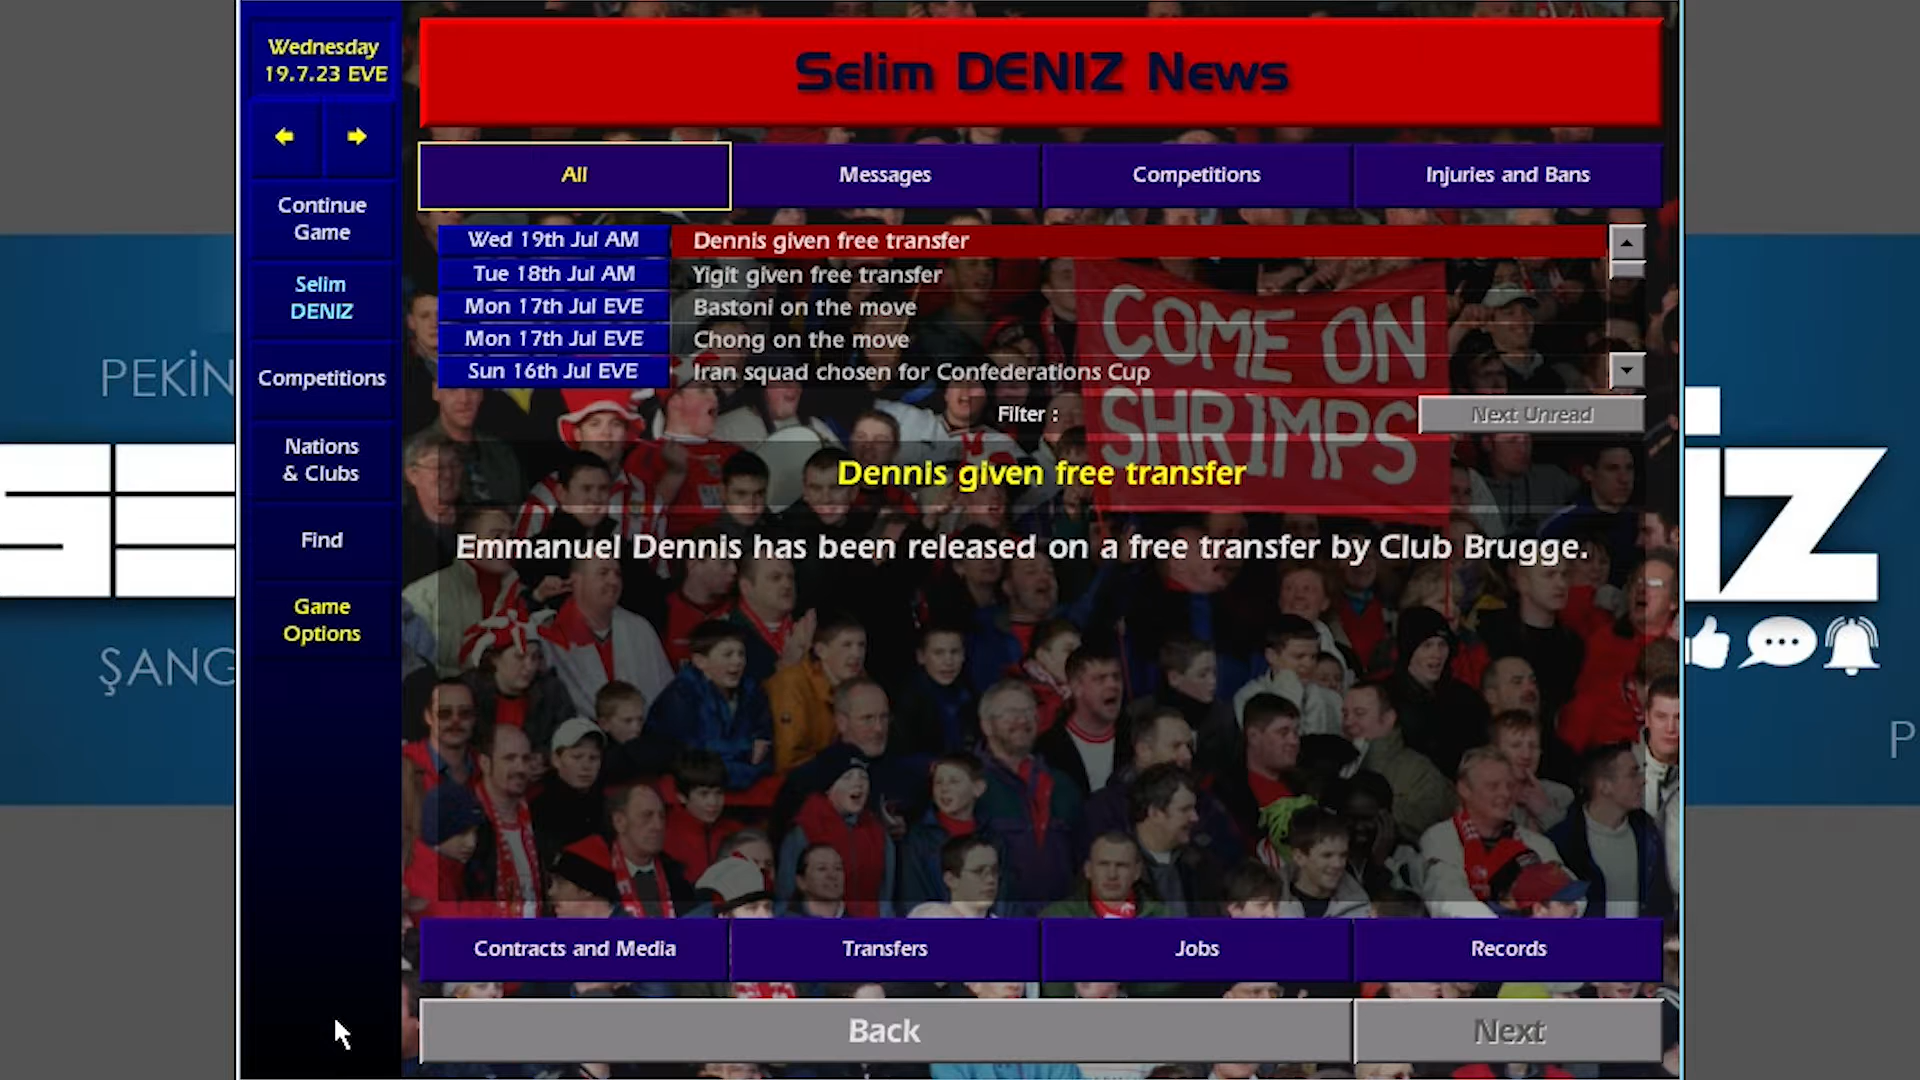 Wednesday
19.7.23 EVE
Continue
Game
Selim
DENIZ
Competitions
Nations
& Clubs
Find
Game
Options
Selim DENIZ News
All
Messages
Competitions
Injuries and Bans
Wed 19th Jul AM Dennis given free transfer
Tue 18th Jul AM Yigit given free transfer
Mon 17th Jul EVE Bastoni on the move
Mon 17th Jul EVE Chong on the move
Sun 16th Jul EVE Iran squad chosen for Confederations Cup
Filter :
Next Unread
Dennis given free transfer
Emmanuel Dennis has been released on a free transfer by Club Brugge.
COME ON
SHRIMPS
Contracts and Media
Transfers
Jobs
Records
Back
Next
PEKİN
ŞANG
P